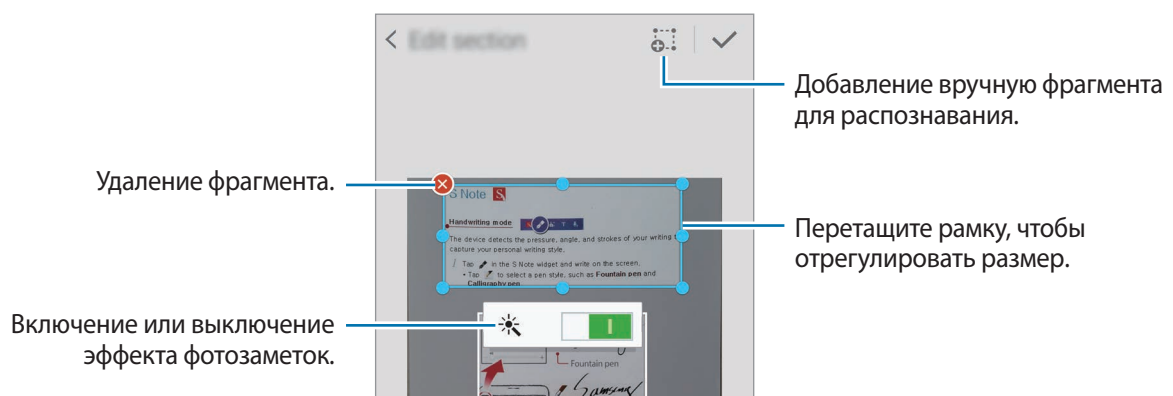 Edit section
Добавление вручную фрагмента
для распознавания.
Удаление фрагмента.
S Note S
Handwriting mode
The device detects the pressure, angle, and strokes of your writing
capture your personal writing style.
Tap in the S Note widget and write on the screen.
• Tap to select a pen style, such as Fountain pen and
Calligraphy pen
Перетащите рамку, чтобы
отрегулировать размер.
Включение или выключение
эффекта фотозаметок.
Fountain pen
Samsung